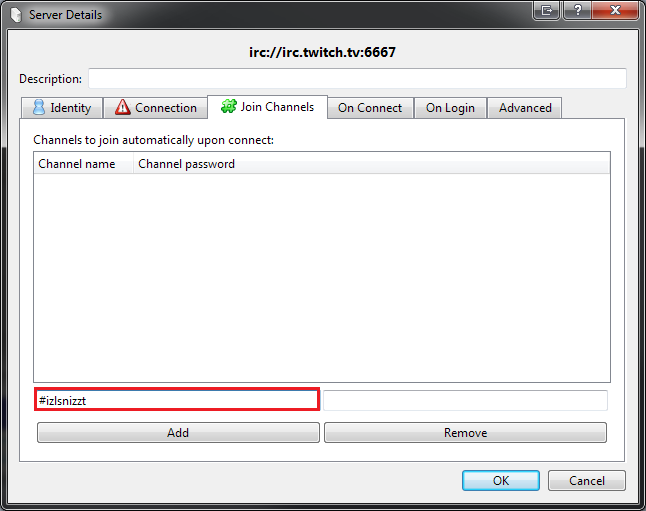 Server Details
?
irc://irc.twitch.tv:6667
Description:
Identity Connection Join Channels On Connect On Login Advanced
Channels to join automatically upon connect:
Channel name Channel password
#izlsnizzt
Add Remove
OK Cancel